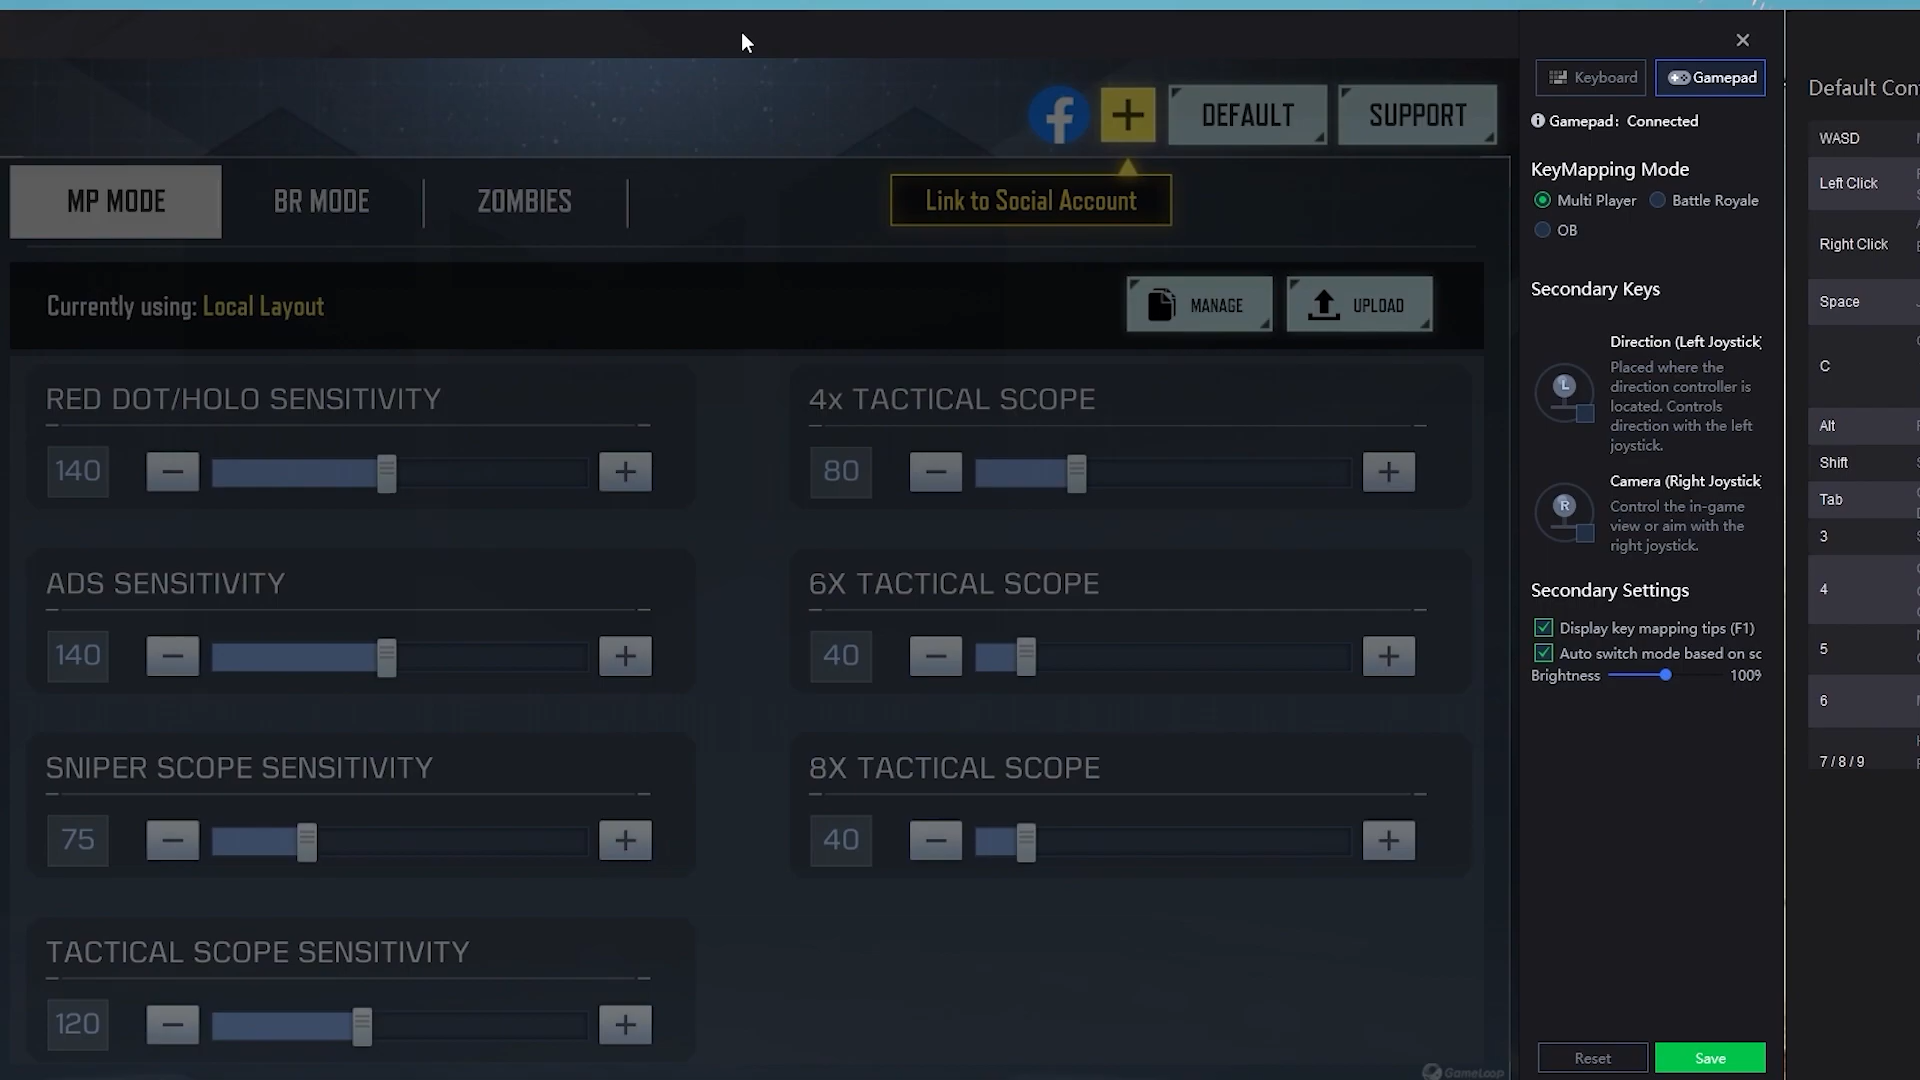 DEFAULT
SUPPORT
MP MODE
BR MODE
ZOMBIES
Link to Social Account
Currently using: Local Layout
MANAGE
UPLOAD
RED DOT/HOLO SENSITIVITY
140
4x TACTICAL SCOPE
80
ADS SENSITIVITY
140
6X TACTICAL SCOPE
40
SNIPER SCOPE SENSITIVITY
75
8X TACTICAL SCOPE
40
TACTICAL SCOPE SENSITIVITY
120
GameLoop
Keyboard
Gamepad
Gamepad: Connected
KeyMapping Mode
Multi Player
Battle Royale
OB
Secondary Keys
L
Direction (Left Joystick
Placed where the
direction controller is
located. Controls
direction with the left
joystick.
R
Camera (Right Joystick
Control the in-game
view or aim with the
right joystick.
Secondary Settings
Display key mapping tips (F1)
Auto switch mode based on sc
Brightness
100%
Reset
Save
Default Con
WASD
Left Click
Right Click
Space
C
Alt
Shift
Tab
3
4
5
6
7 / 8 / 9